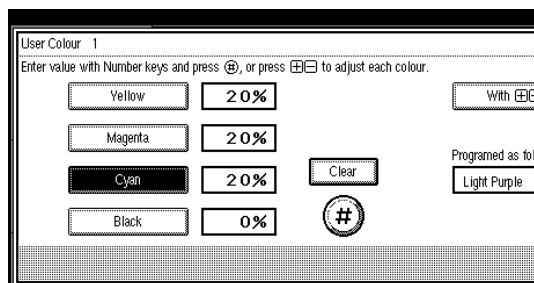 User Colour 1
Enter value with Number keys and press (#), or press [+][-] to adjust each colour.
Yellow 20%
With [+]
Magenta 20%
Programed as fol
Cyan 20%
Clear
Light Purple
Black 0%
#